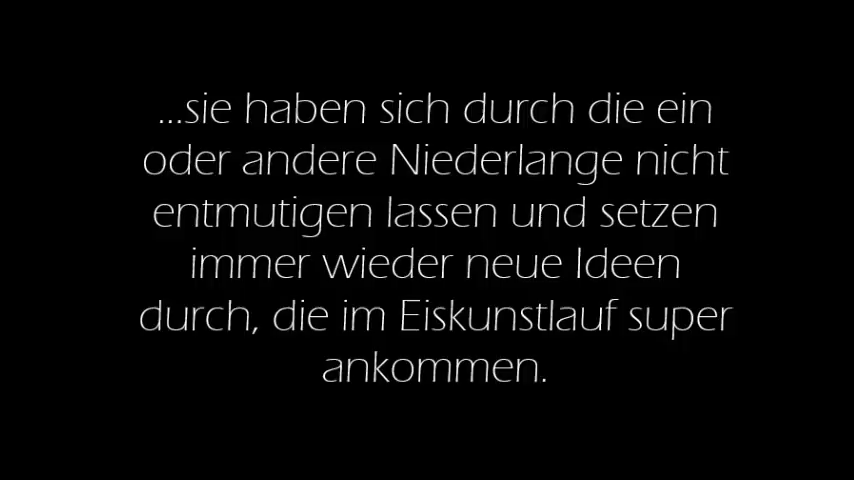 ...sie haben sich durch die ein
oder andere Niederlange nicht
entmutigen lassen und setzen
immer wieder neue Ideen
durch, die im Eiskunstlauf super
ankommen.